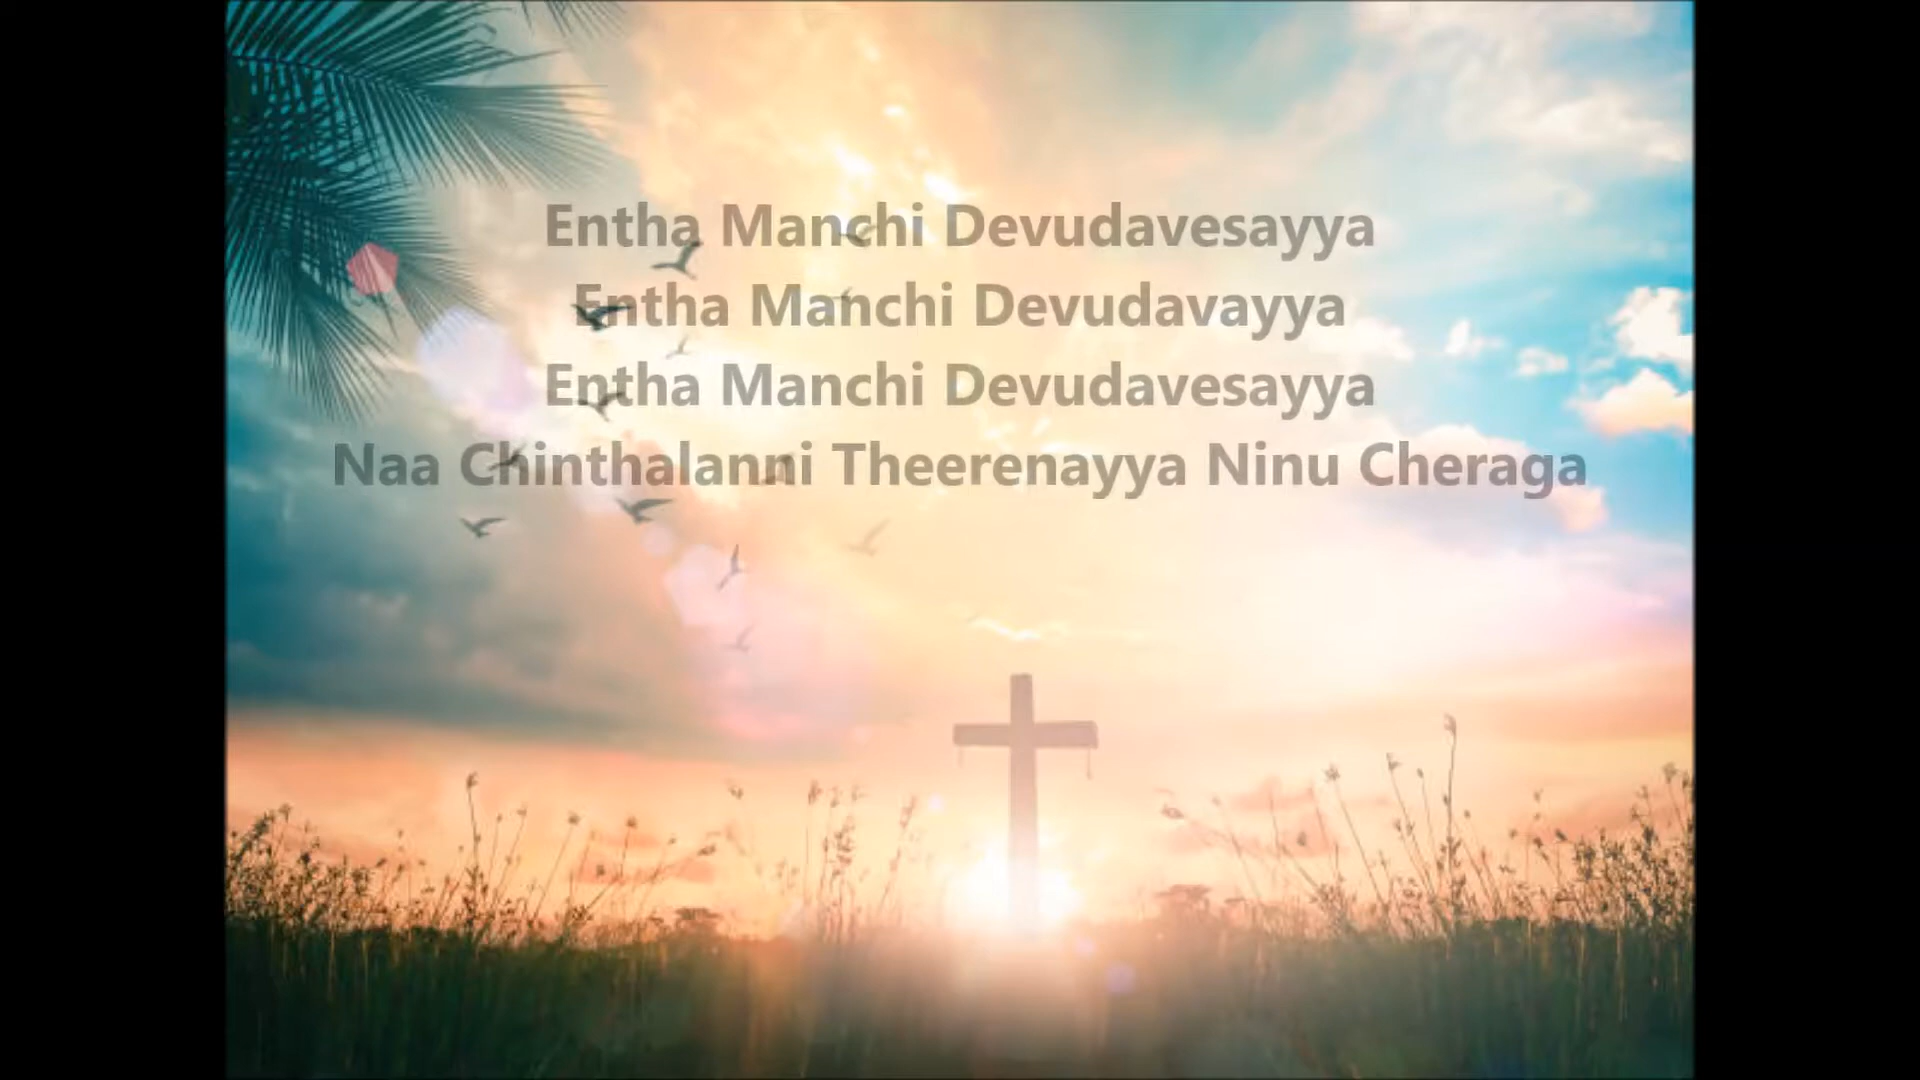 Entha Manchi Devudavesayya
Entha Manchi Devudavayya
Entha Manchi Devudavesayya
Naa Chinthalanni Theerenayya Ninu Cheraga